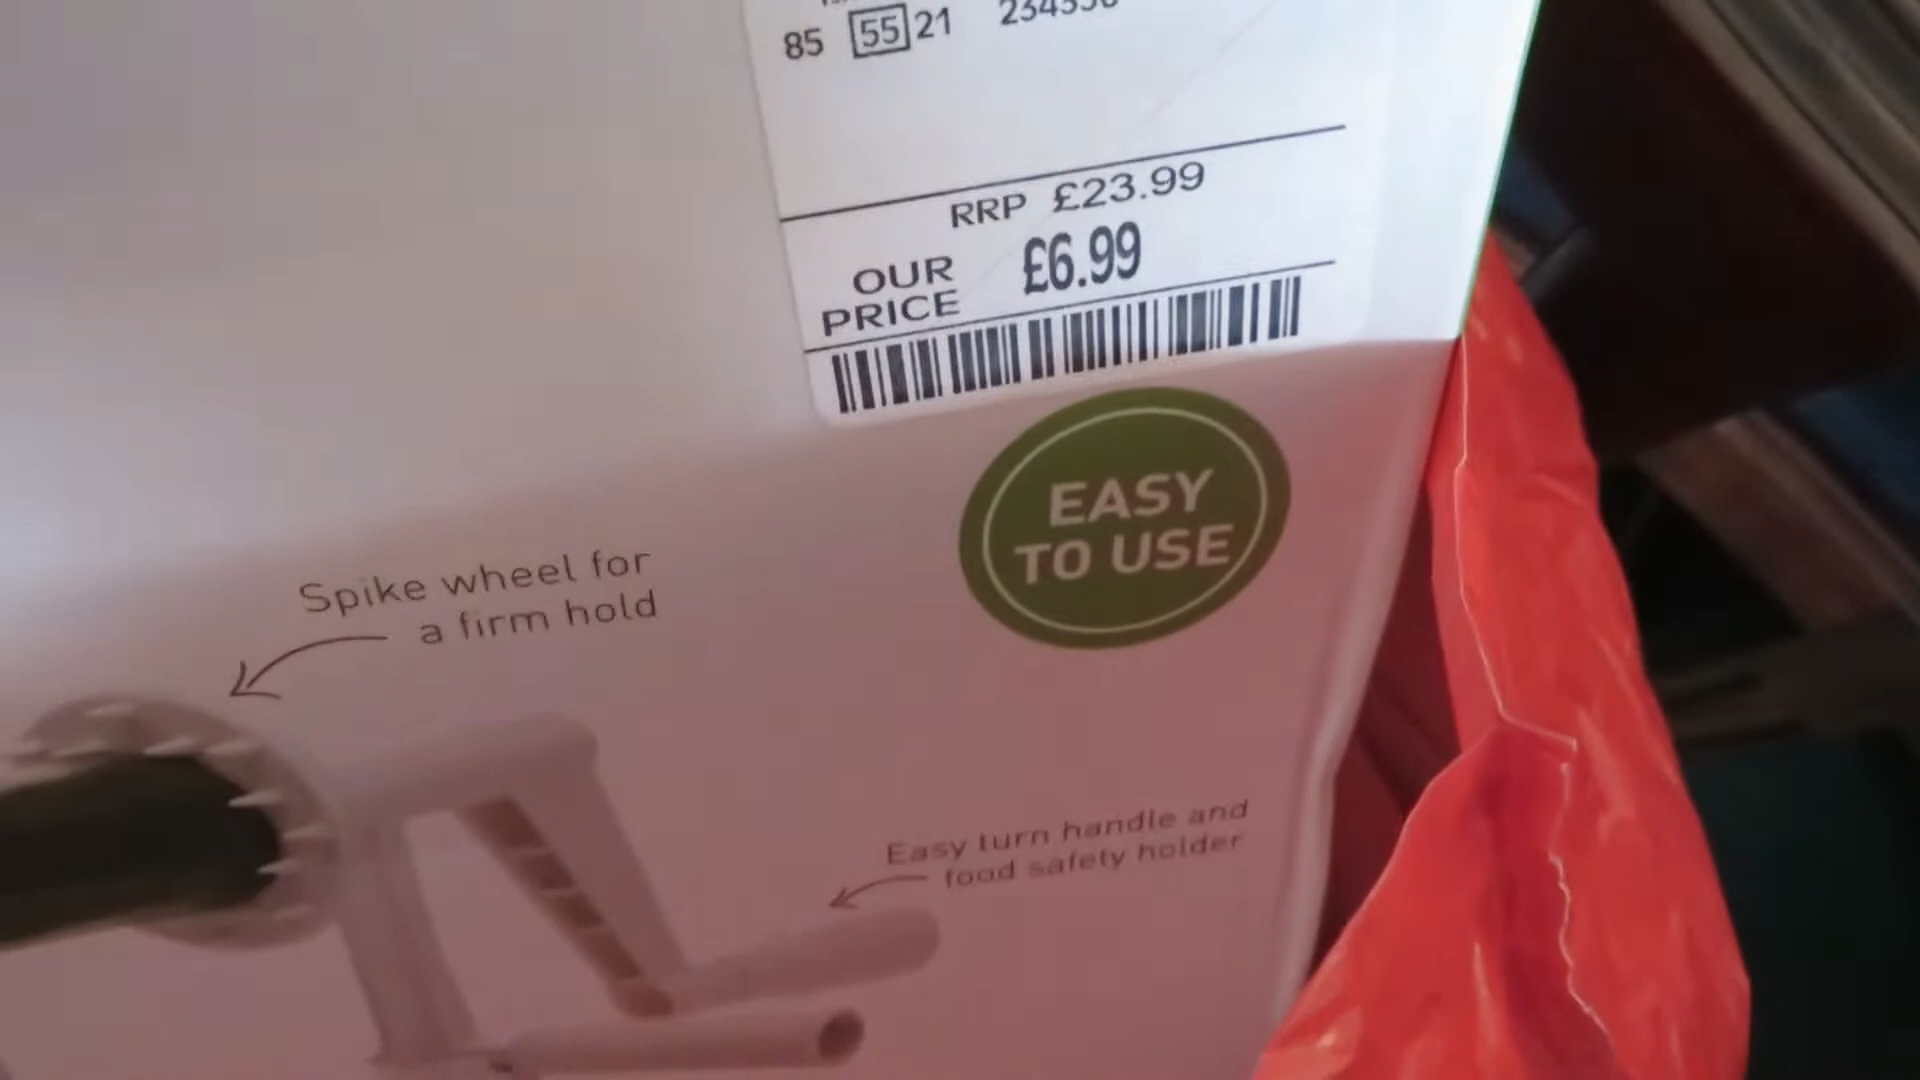 85 55 21
RRP £23.99
OUR £6.99
PRICE
EASY
TO USE
Spike wheel for
a firm hold
Easy turn handle and
food safety holder